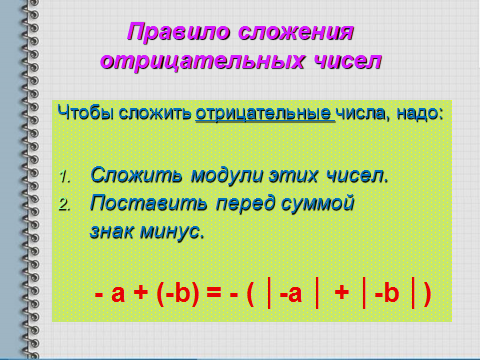 Правило сложения
отрицательных чисел
Чтобы сложить отрицательные числа, надо:
1. Сложить модули этих чисел.
2. Поставить перед суммой
знак минус.
- a + (-b) = - ( │-a │ + │-b │)